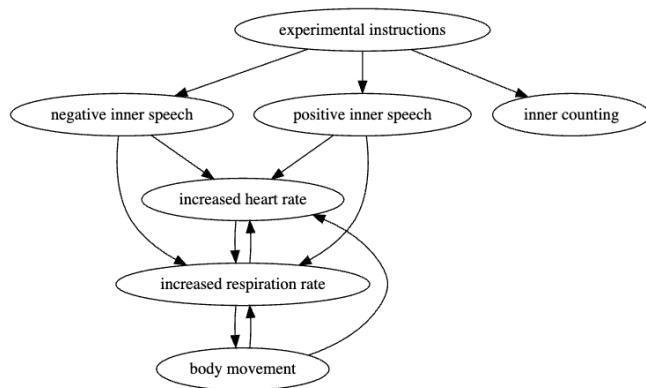 experimental instructions
negative inner speech
positive inner speech
inner counting
increased heart rate
increased respiration rate
body movement